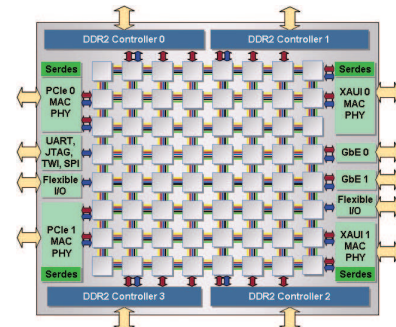 DDR2 Controller 0
DDR2 Controller 1
Serdes
PCIe 0
MAC
PHY
UART,
JTAG,
TWI, SPI
Flexible
I/O
PCIe 1
MAC
PHY
Serdes
Serdes
XAUI 0
MAC
PHY
GbE 0
GbE 1
Flexible
I/O
XAUI 1
MAC
PHY
Serdes
DDR2 Controller 3
DDR2 Controller 2